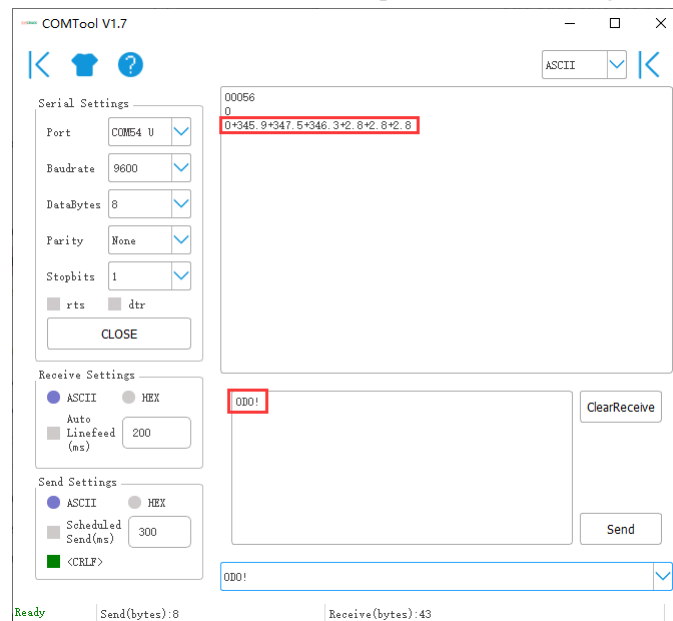 COMTool V1.7
ASCII
Serial Settings
Port COM54 U
Baudrate 9600
DataBytes 8
Parity None
Stopbits 1
rts dtr
CLOSE
00056
0
0+345.9+347.5+346.3+2.8+2.8+2.8
Receive Settings
ASCII HEX
Auto
Linefeed
(ms)
200
0D0!
ClearReceive
Send Settings
ASCII HEX
Scheduled
Send(ms)
300
<CRLF>
Send
0D0!
Ready Send(bytes):8 Receive(bytes):43